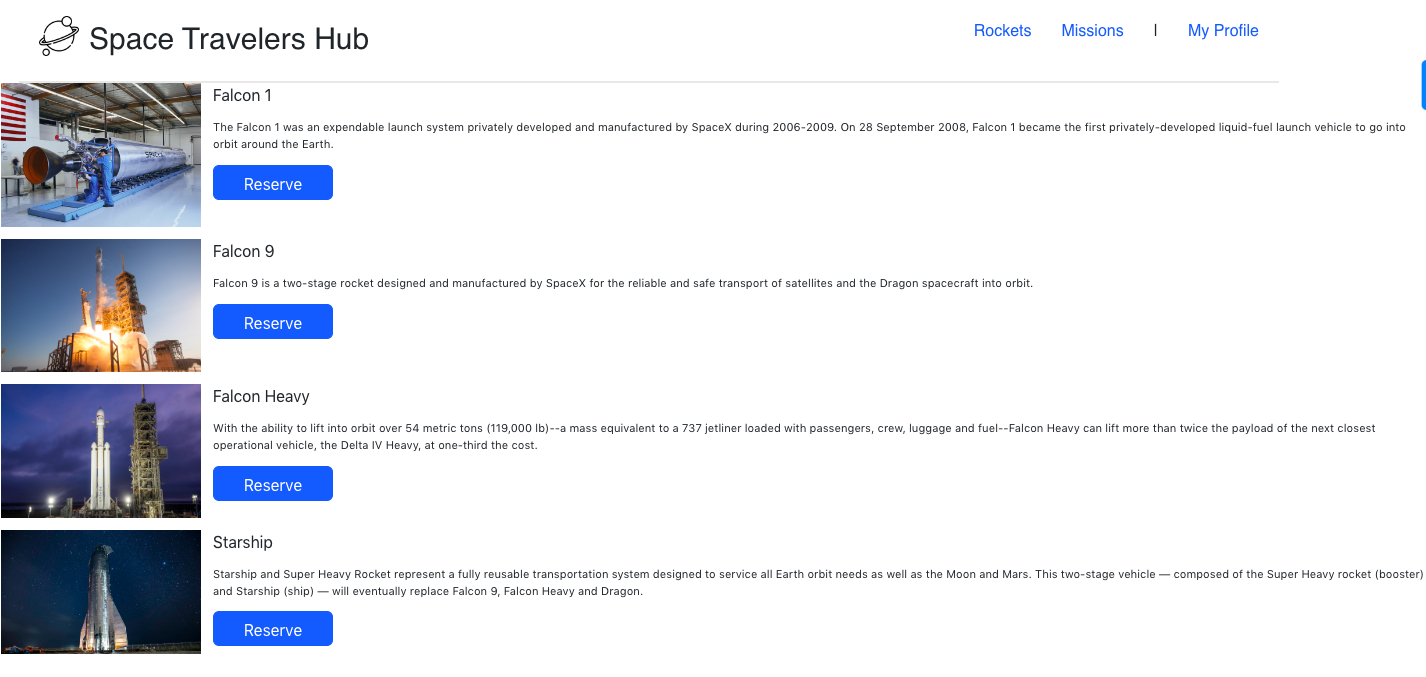 Space Travelers Hub
Rockets Missions | My Profile
Falcon 1
The Falcon 1 was an expendable launch system privately developed and manufactured by SpaceX during 2006-2009. On 28 September 2008, Falcon 1 became the first privately-developed liquid-fuel launch vehicle to go into
orbit around the Earth.
Reserve
Falcon 9
Falcon 9 is a two-stage rocket designed and manufactured by SpaceX for the reliable and safe transport of satellites and the Dragon spacecraft into orbit.
Reserve
Falcon Heavy
With the ability to lift into orbit over 54 metric tons (119,000 lb)--a mass equivalent to a 737 jetliner loaded with passengers, crew, luggage and fuel--Falcon Heavy can lift more than twice the payload of the next closest
operational vehicle, the Delta IV Heavy, at one-third the cost.
Reserve
Starship
Starship and Super Heavy Rocket represent a fully reusable transportation system designed to service all Earth orbit needs as well as the Moon and Mars. This two-stage vehicle — composed of the Super Heavy rocket (booster)
and Starship (ship) — will eventually replace Falcon 9, Falcon Heavy and Dragon.
Reserve